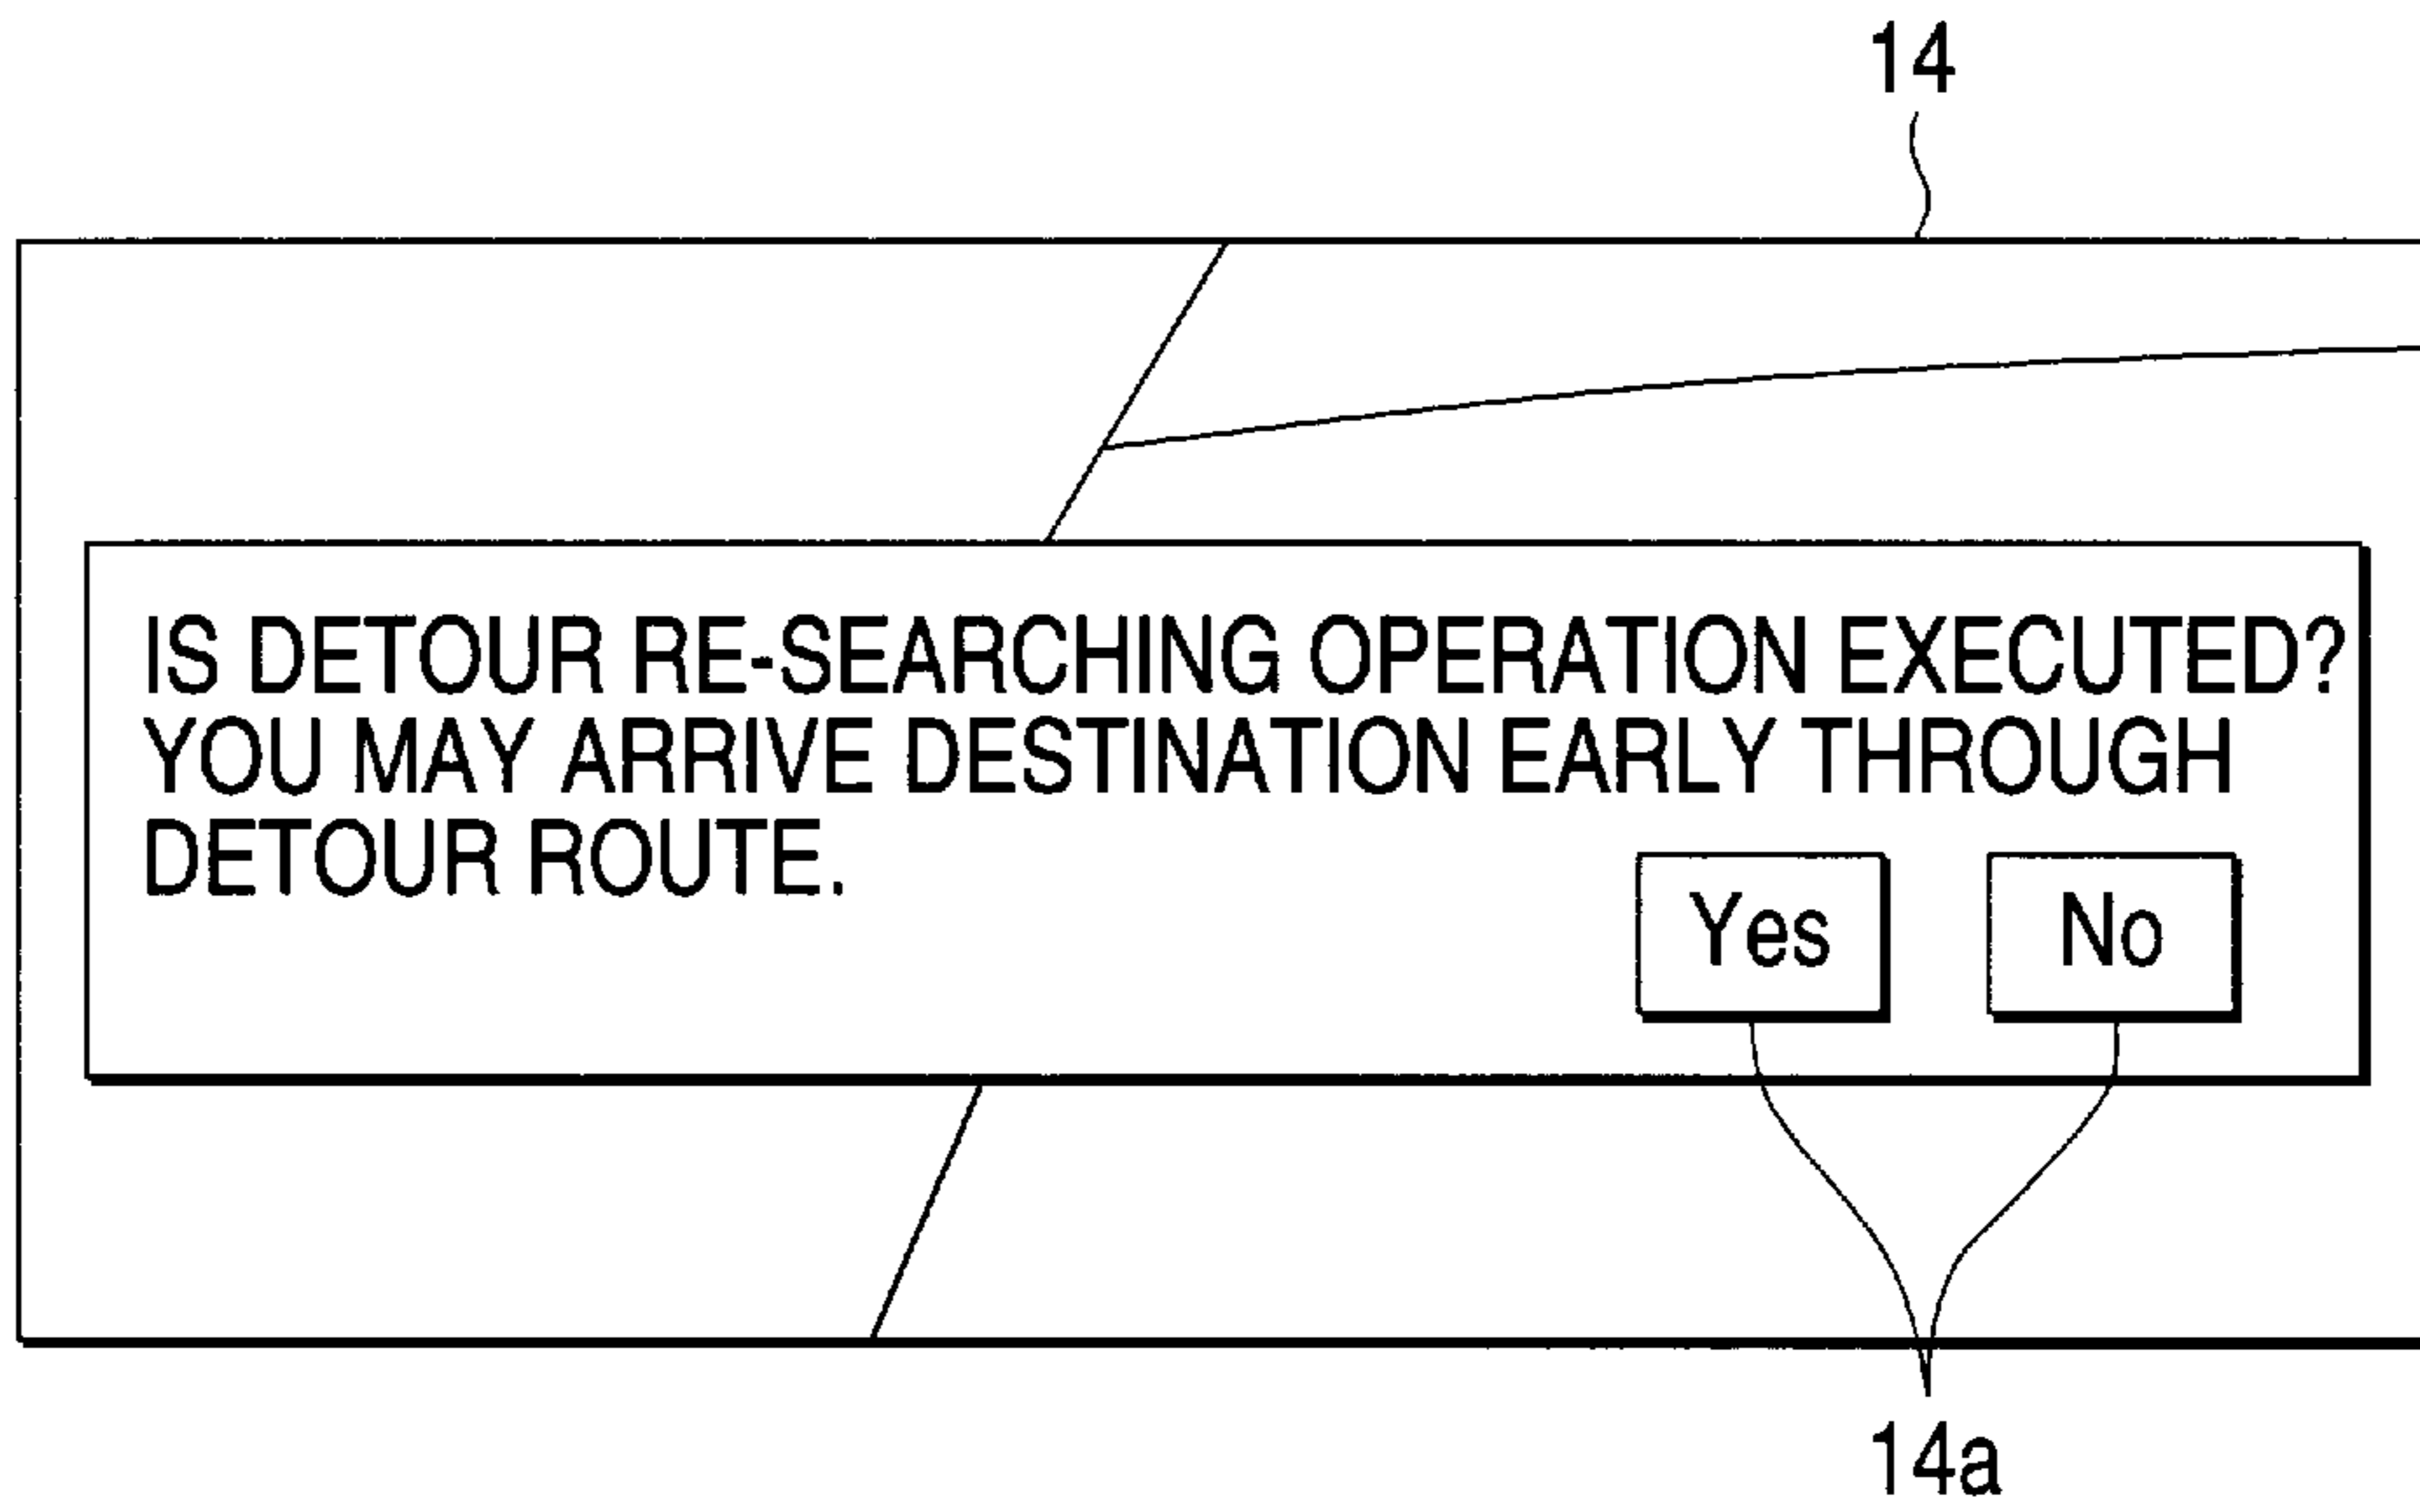 14
IS DETOUR RE-SEARCHING OPERATION EXECUTED?
YOU MAY ARRIVE DESTINATION EARLY THROUGH
DETOUR ROUTE.
Yes No
14a